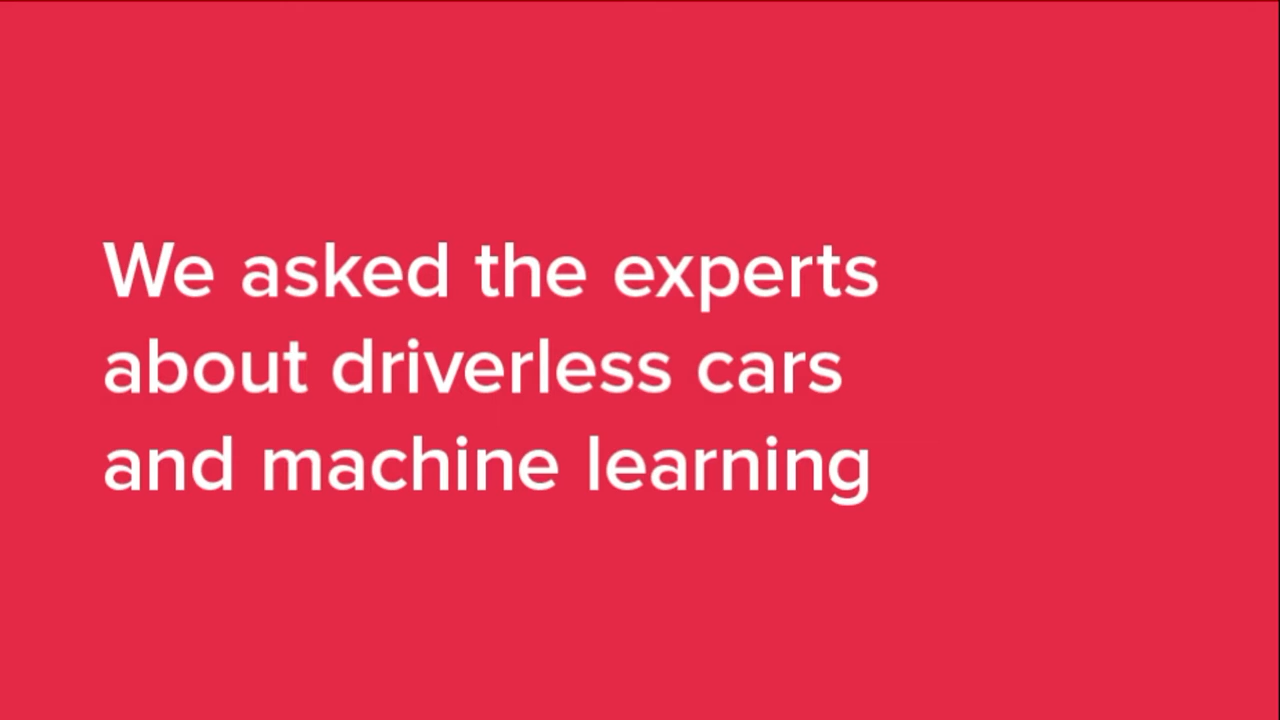 We asked the experts
about driverless cars
and machine learning